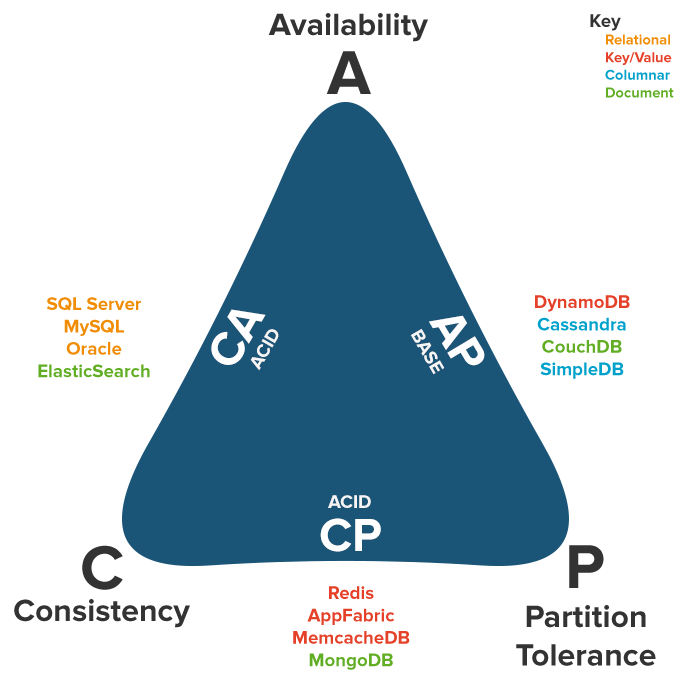 Availability
A
Key
Relational
Key/Value
Columnar
Document
SQL Server
MySQL
Oracle
ElasticSearch
CA
ACID
AP
BASE
DynamoDB
Cassandra
CouchDB
SimpleDB
ACID
CP
C
Consistency
P
Partition
Tolerance
Redis
AppFabric
MemcacheDB
MongoDB